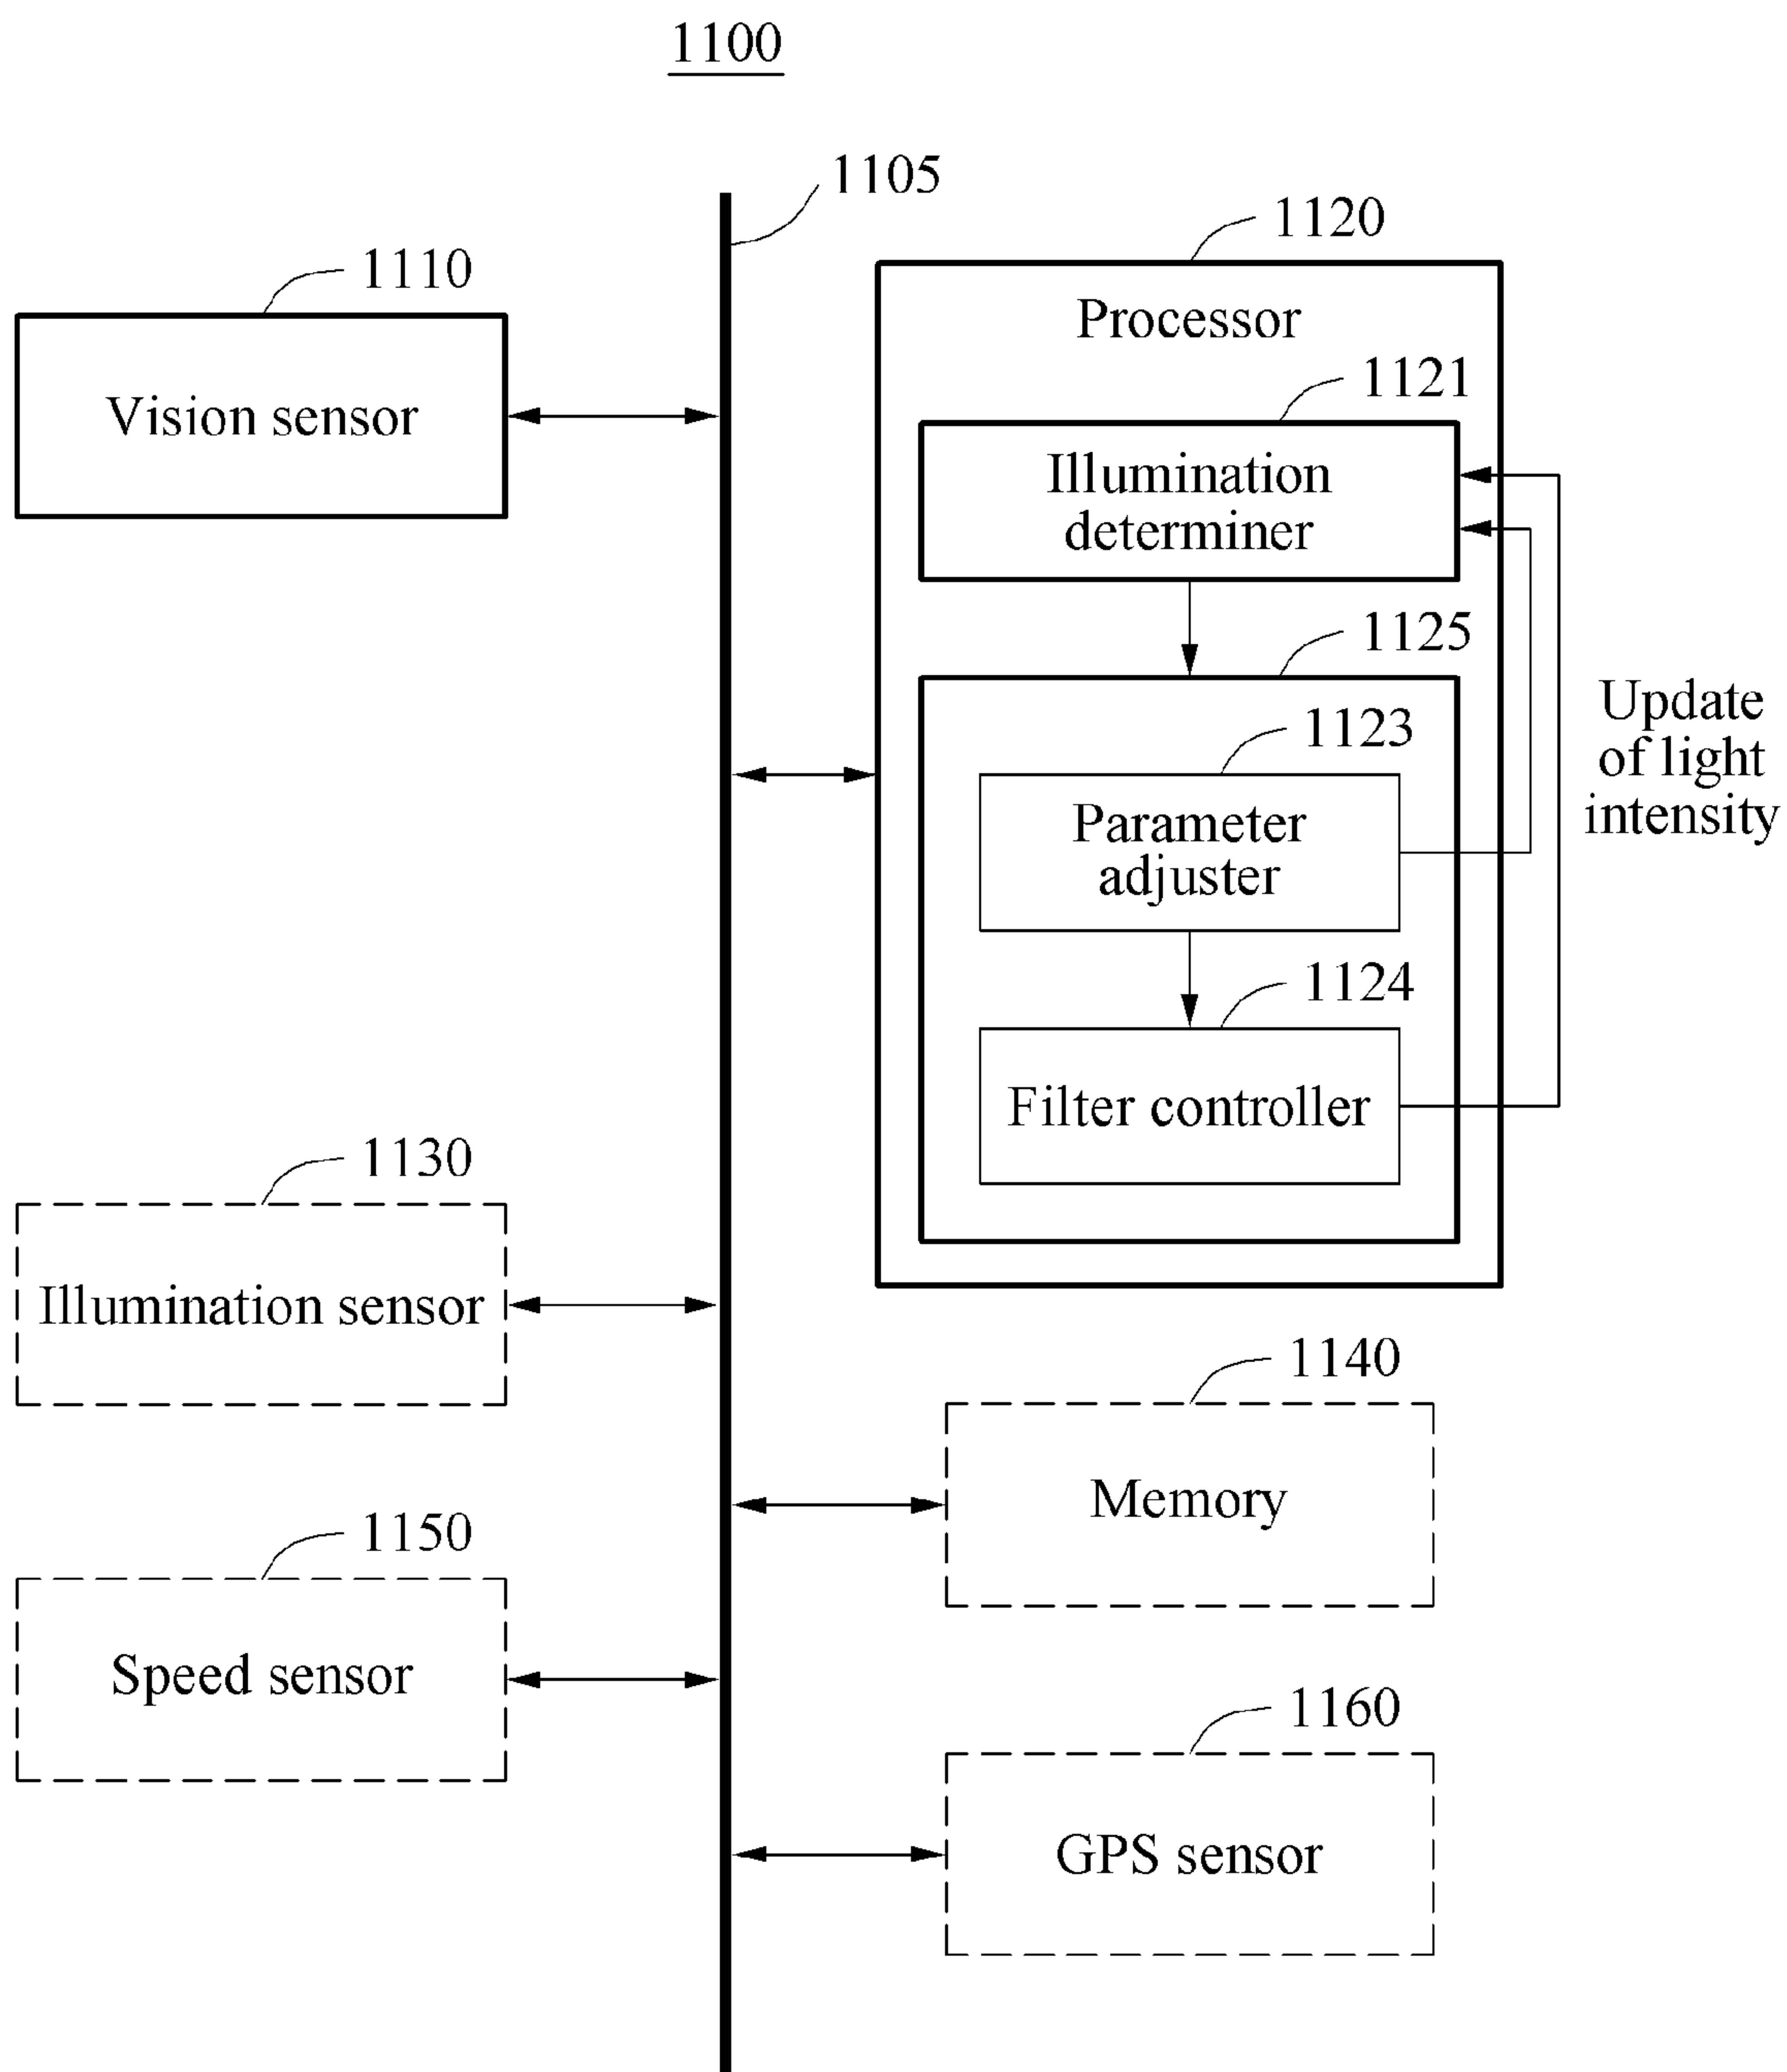 1100
1105
1120
1110
Processor
1121
Vision sensor
Illumination
determiner
1125
1123
Update
of light
intensity
Parameter
adjuster
1124
Filter controller
1130
Illumination sensor
1140
Memory
1150
Speed sensor
1160
GPS sensor